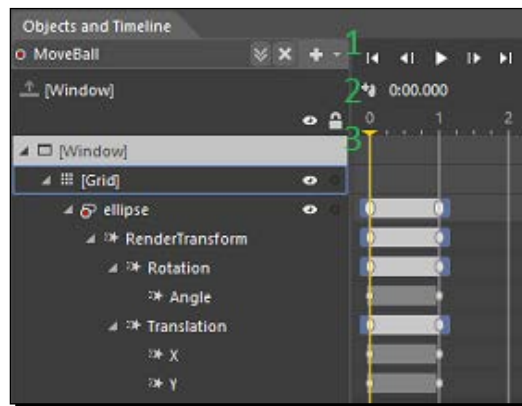 Objects and Timeline
MoveBall 1
[Window] 2 0:00.000
3 0 1 2
[Window]
[Grid]
ellipse
RenderTransform
Rotation
Angle
Translation
X
Y